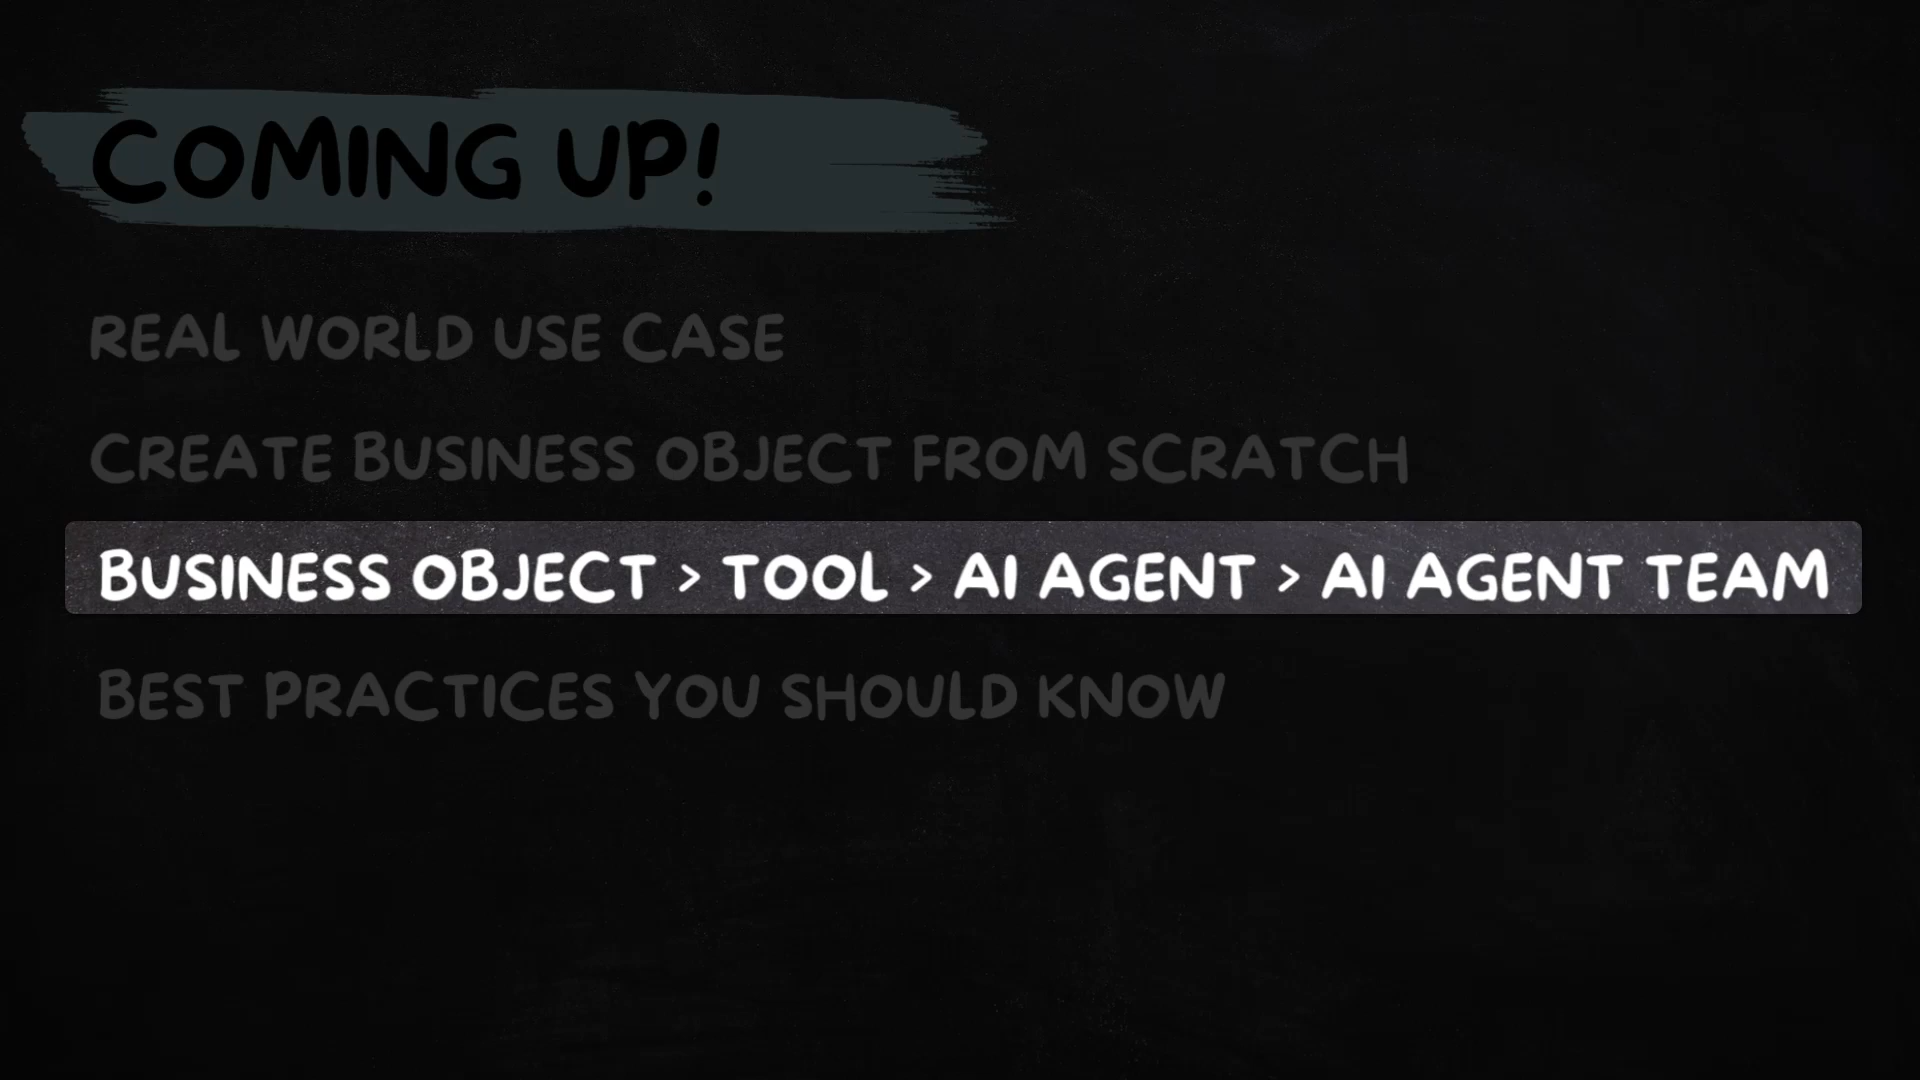 COMING UP!
REAL WORLD USE CASE
CREATE BUSINESS OBJECT FROM SCRATCH
BUSINESS OBJECT > TOOL > AI AGENT > AI AGENT TEAM
BEST PRACTICES YOU SHOULD KNOW